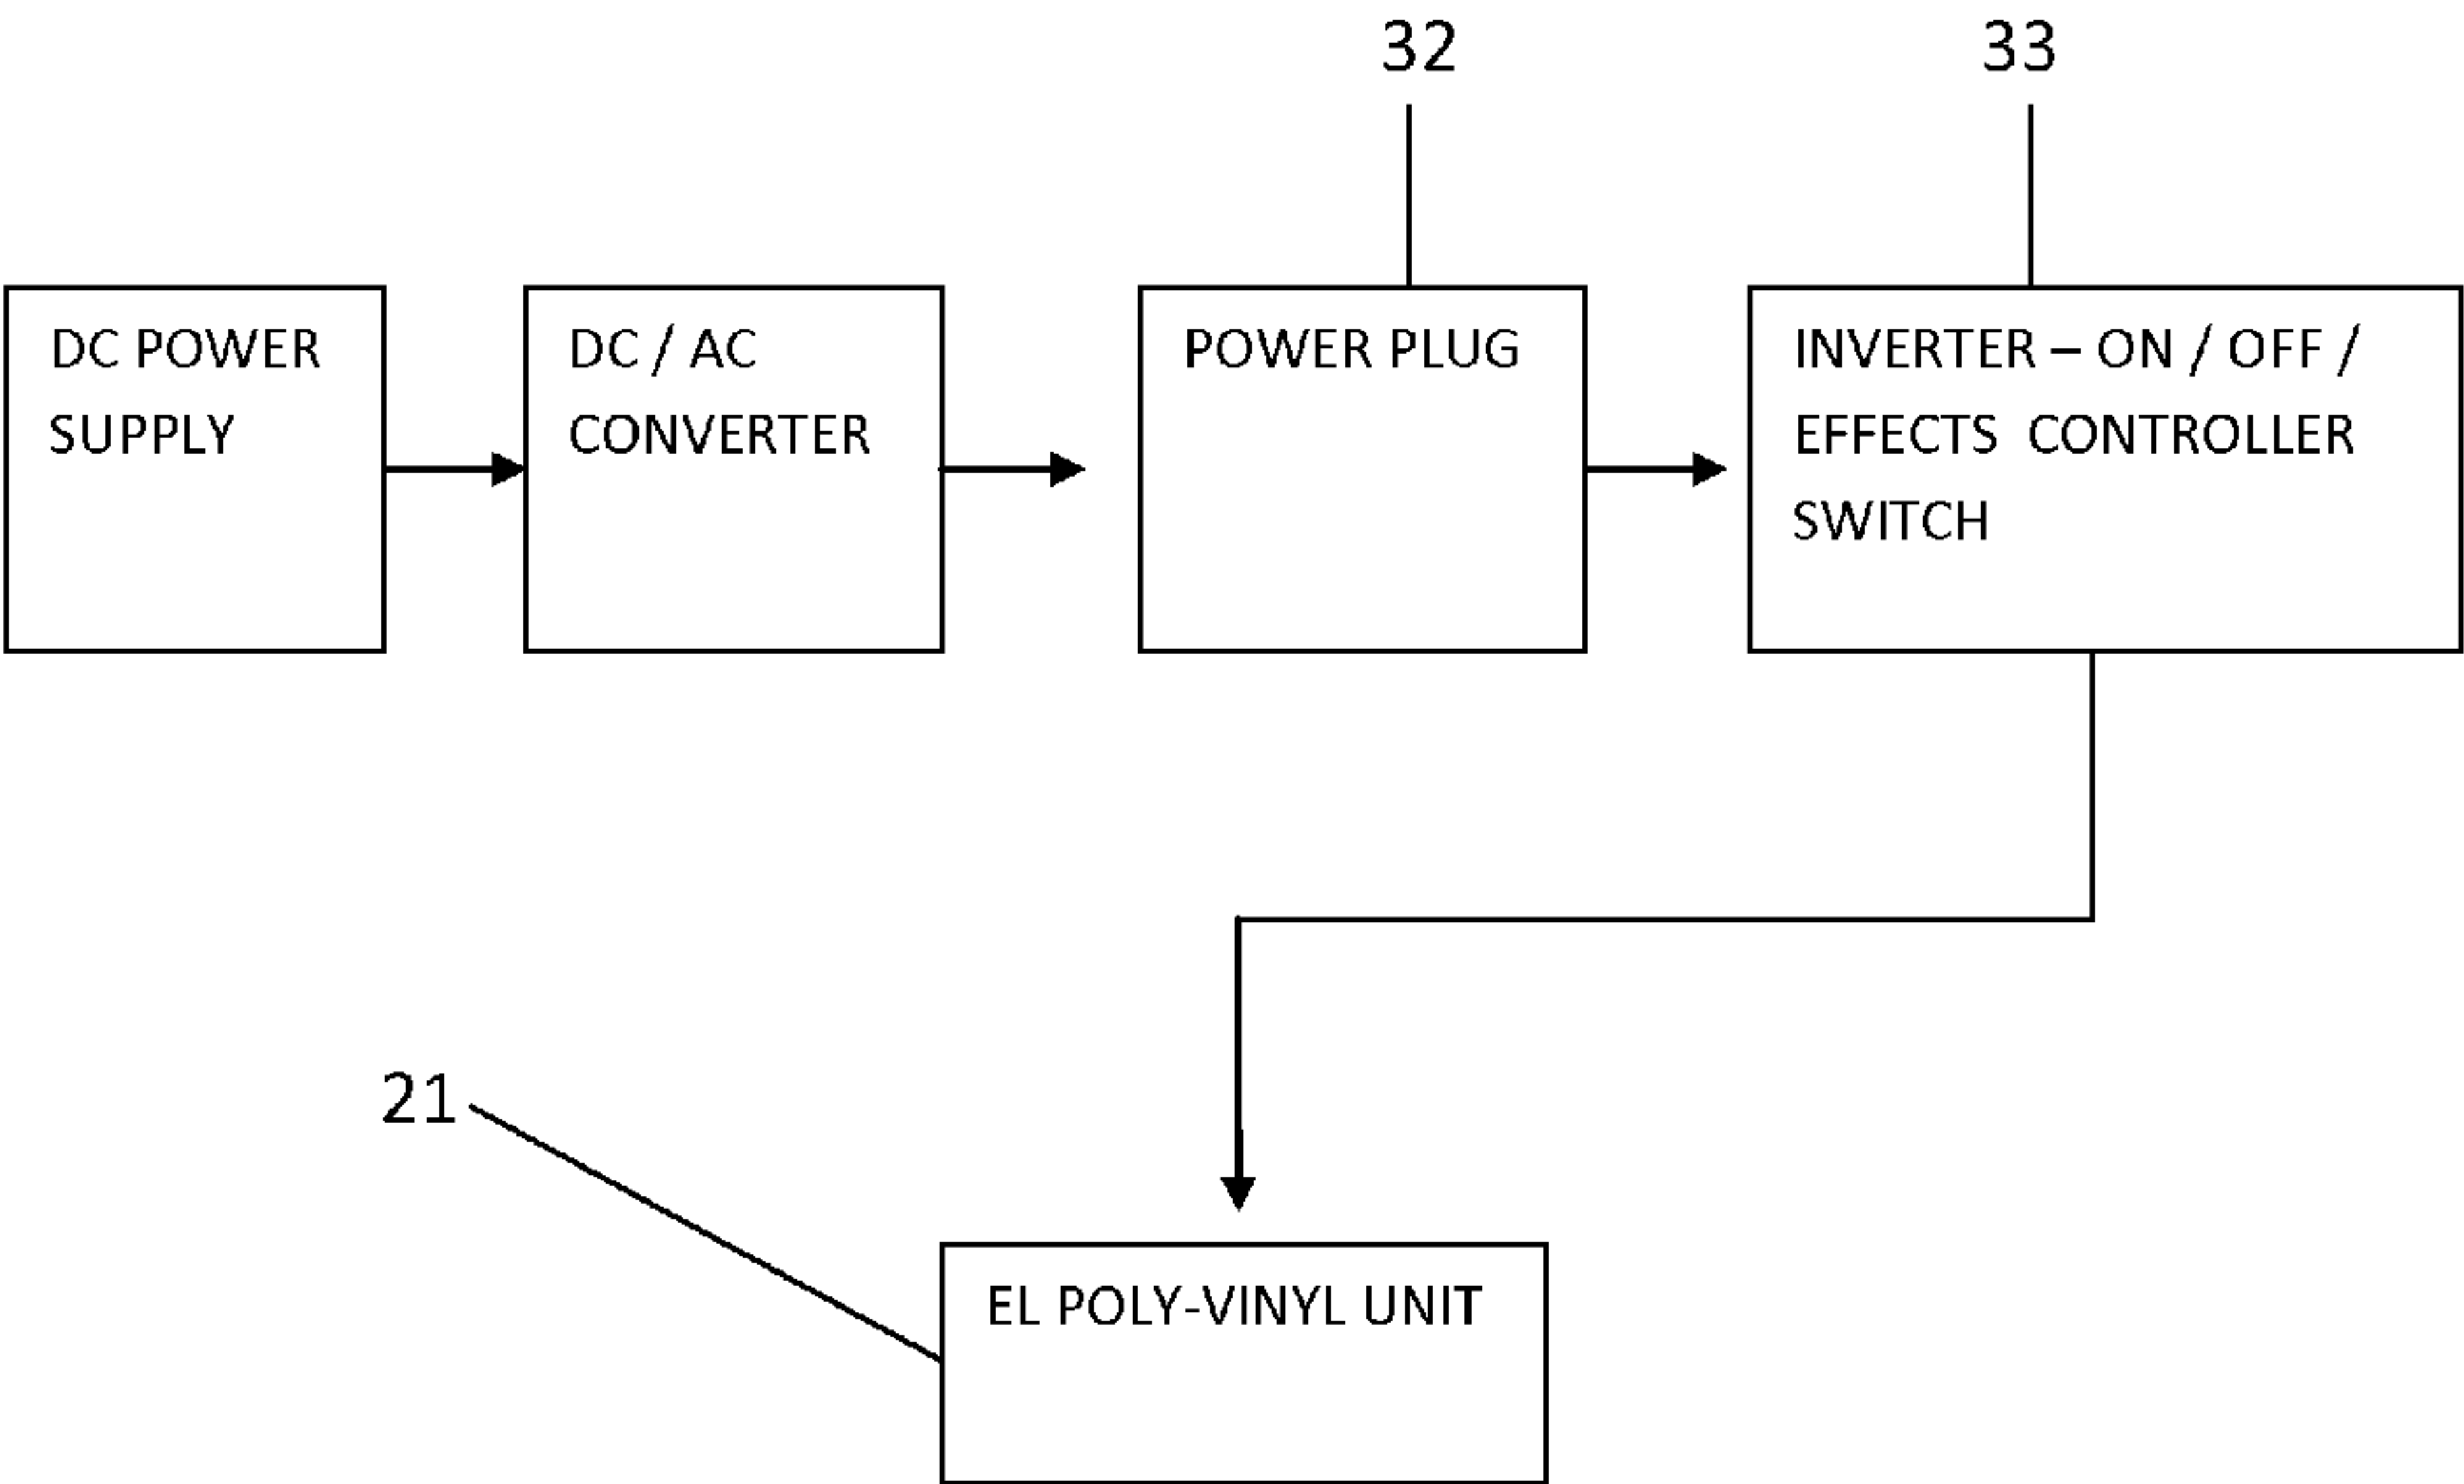 32
33
DC POWER
SUPPLY
DC / AC
CONVERTER
POWER PLUG
INVERTER – ON / OFF /
EFFECTS CONTROLLER
SWITCH
21
EL POLY-VINYL UNIT